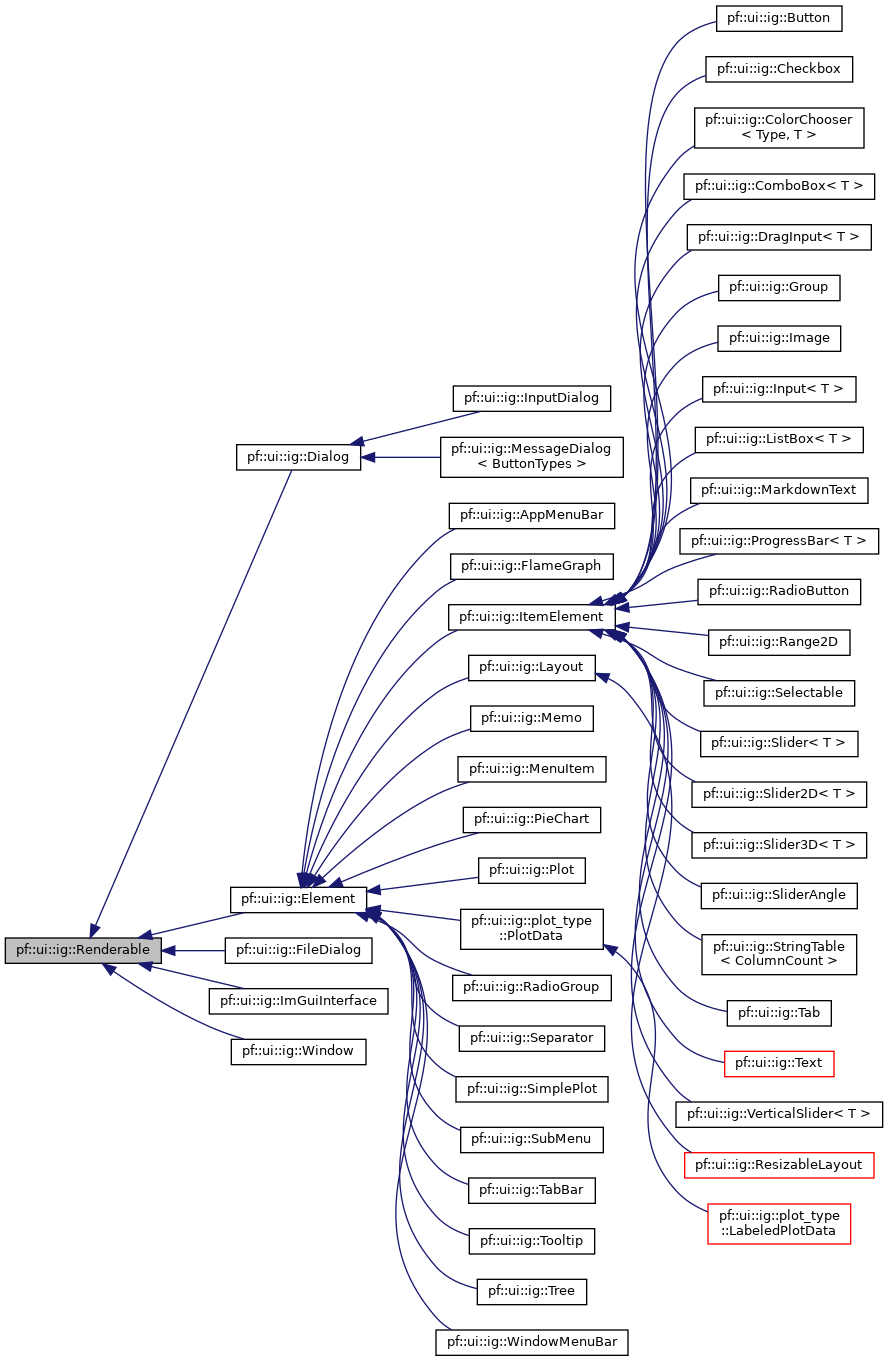 pf::ui::ig::Renderable
pf::ui::ig::Dialog
pf::ui::ig::Element
pf::ui::ig::FileDialog
pf::ui::ig::ImGuiInterface
pf::ui::ig::Window
pf::ui::ig::InputDialog
pf::ui::ig::MessageDialog
< ButtonTypes >
pf::ui::ig::AppMenuBar
pf::ui::ig::FlameGraph
pf::ui::ig::ItemElement
pf::ui::ig::Layout
pf::ui::ig::Memo
pf::ui::ig::MenuItem
pf::ui::ig::PieChart
pf::ui::ig::Plot
pf::ui::ig::plot_type
::PlotData
pf::ui::ig::RadioGroup
pf::ui::ig::Separator
pf::ui::ig::SimplePlot
pf::ui::ig::SubMenu
pf::ui::ig::TabBar
pf::ui::ig::Tooltip
pf::ui::ig::Tree
pf::ui::ig::WindowMenuBar
pf::ui::ig::Button
pf::ui::ig::Checkbox
pf::ui::ig::ColorChooser
< Type, T >
pf::ui::ig::ComboBox< T >
pf::ui::ig::DragInput< T >
pf::ui::ig::Group
pf::ui::ig::Image
pf::ui::ig::Input< T >
pf::ui::ig::ListBox< T >
pf::ui::ig::MarkdownText
pf::ui::ig::ProgressBar< T >
pf::ui::ig::RadioButton
pf::ui::ig::Range2D
pf::ui::ig::Selectable
pf::ui::ig::Slider< T >
pf::ui::ig::Slider2D< T >
pf::ui::ig::Slider3D< T >
pf::ui::ig::SliderAngle
pf::ui::ig::StringTable
< ColumnCount >
pf::ui::ig::Tab
pf::ui::ig::Text
pf::ui::ig::VerticalSlider< T >
pf::ui::ig::ResizableLayout
pf::ui::ig::plot_type
::LabeledPlotData